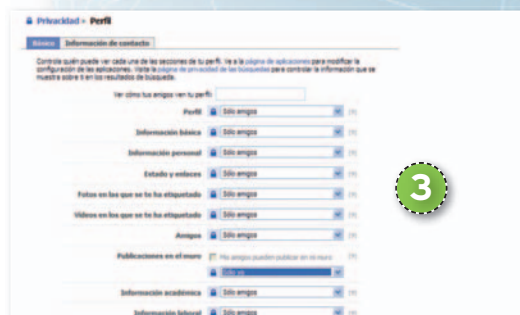 Privacidad › Perfil
Básica Información de contacto
Controla quién puede ver cada una de las secciones de tu perfil. Ve a la página de aplicaciones para modificar la
configuración de las aplicaciones. Visita la página de privacidad de las búsquedas para controlar la información que se
muestra sobre ti en los resultados de búsqueda.
Ver cómo tus amigos ven tu perfil:
Perfil Sólo amigos [?]
Información básica Sólo amigos [?]
Información personal Sólo amigos [?]
Estado y enlaces Sólo amigos [?]
Fotos en las que se te ha etiquetado Sólo amigos [?]
Vídeos en los que se te ha etiquetado Sólo amigos [?]
Amigos Sólo amigos [?]
Publicaciones en el muro Mis amigos pueden publicar en mi muro [?]
Sólo yo
Información académica Sólo amigos [?]
Información laboral Sólo amigos [?]
3